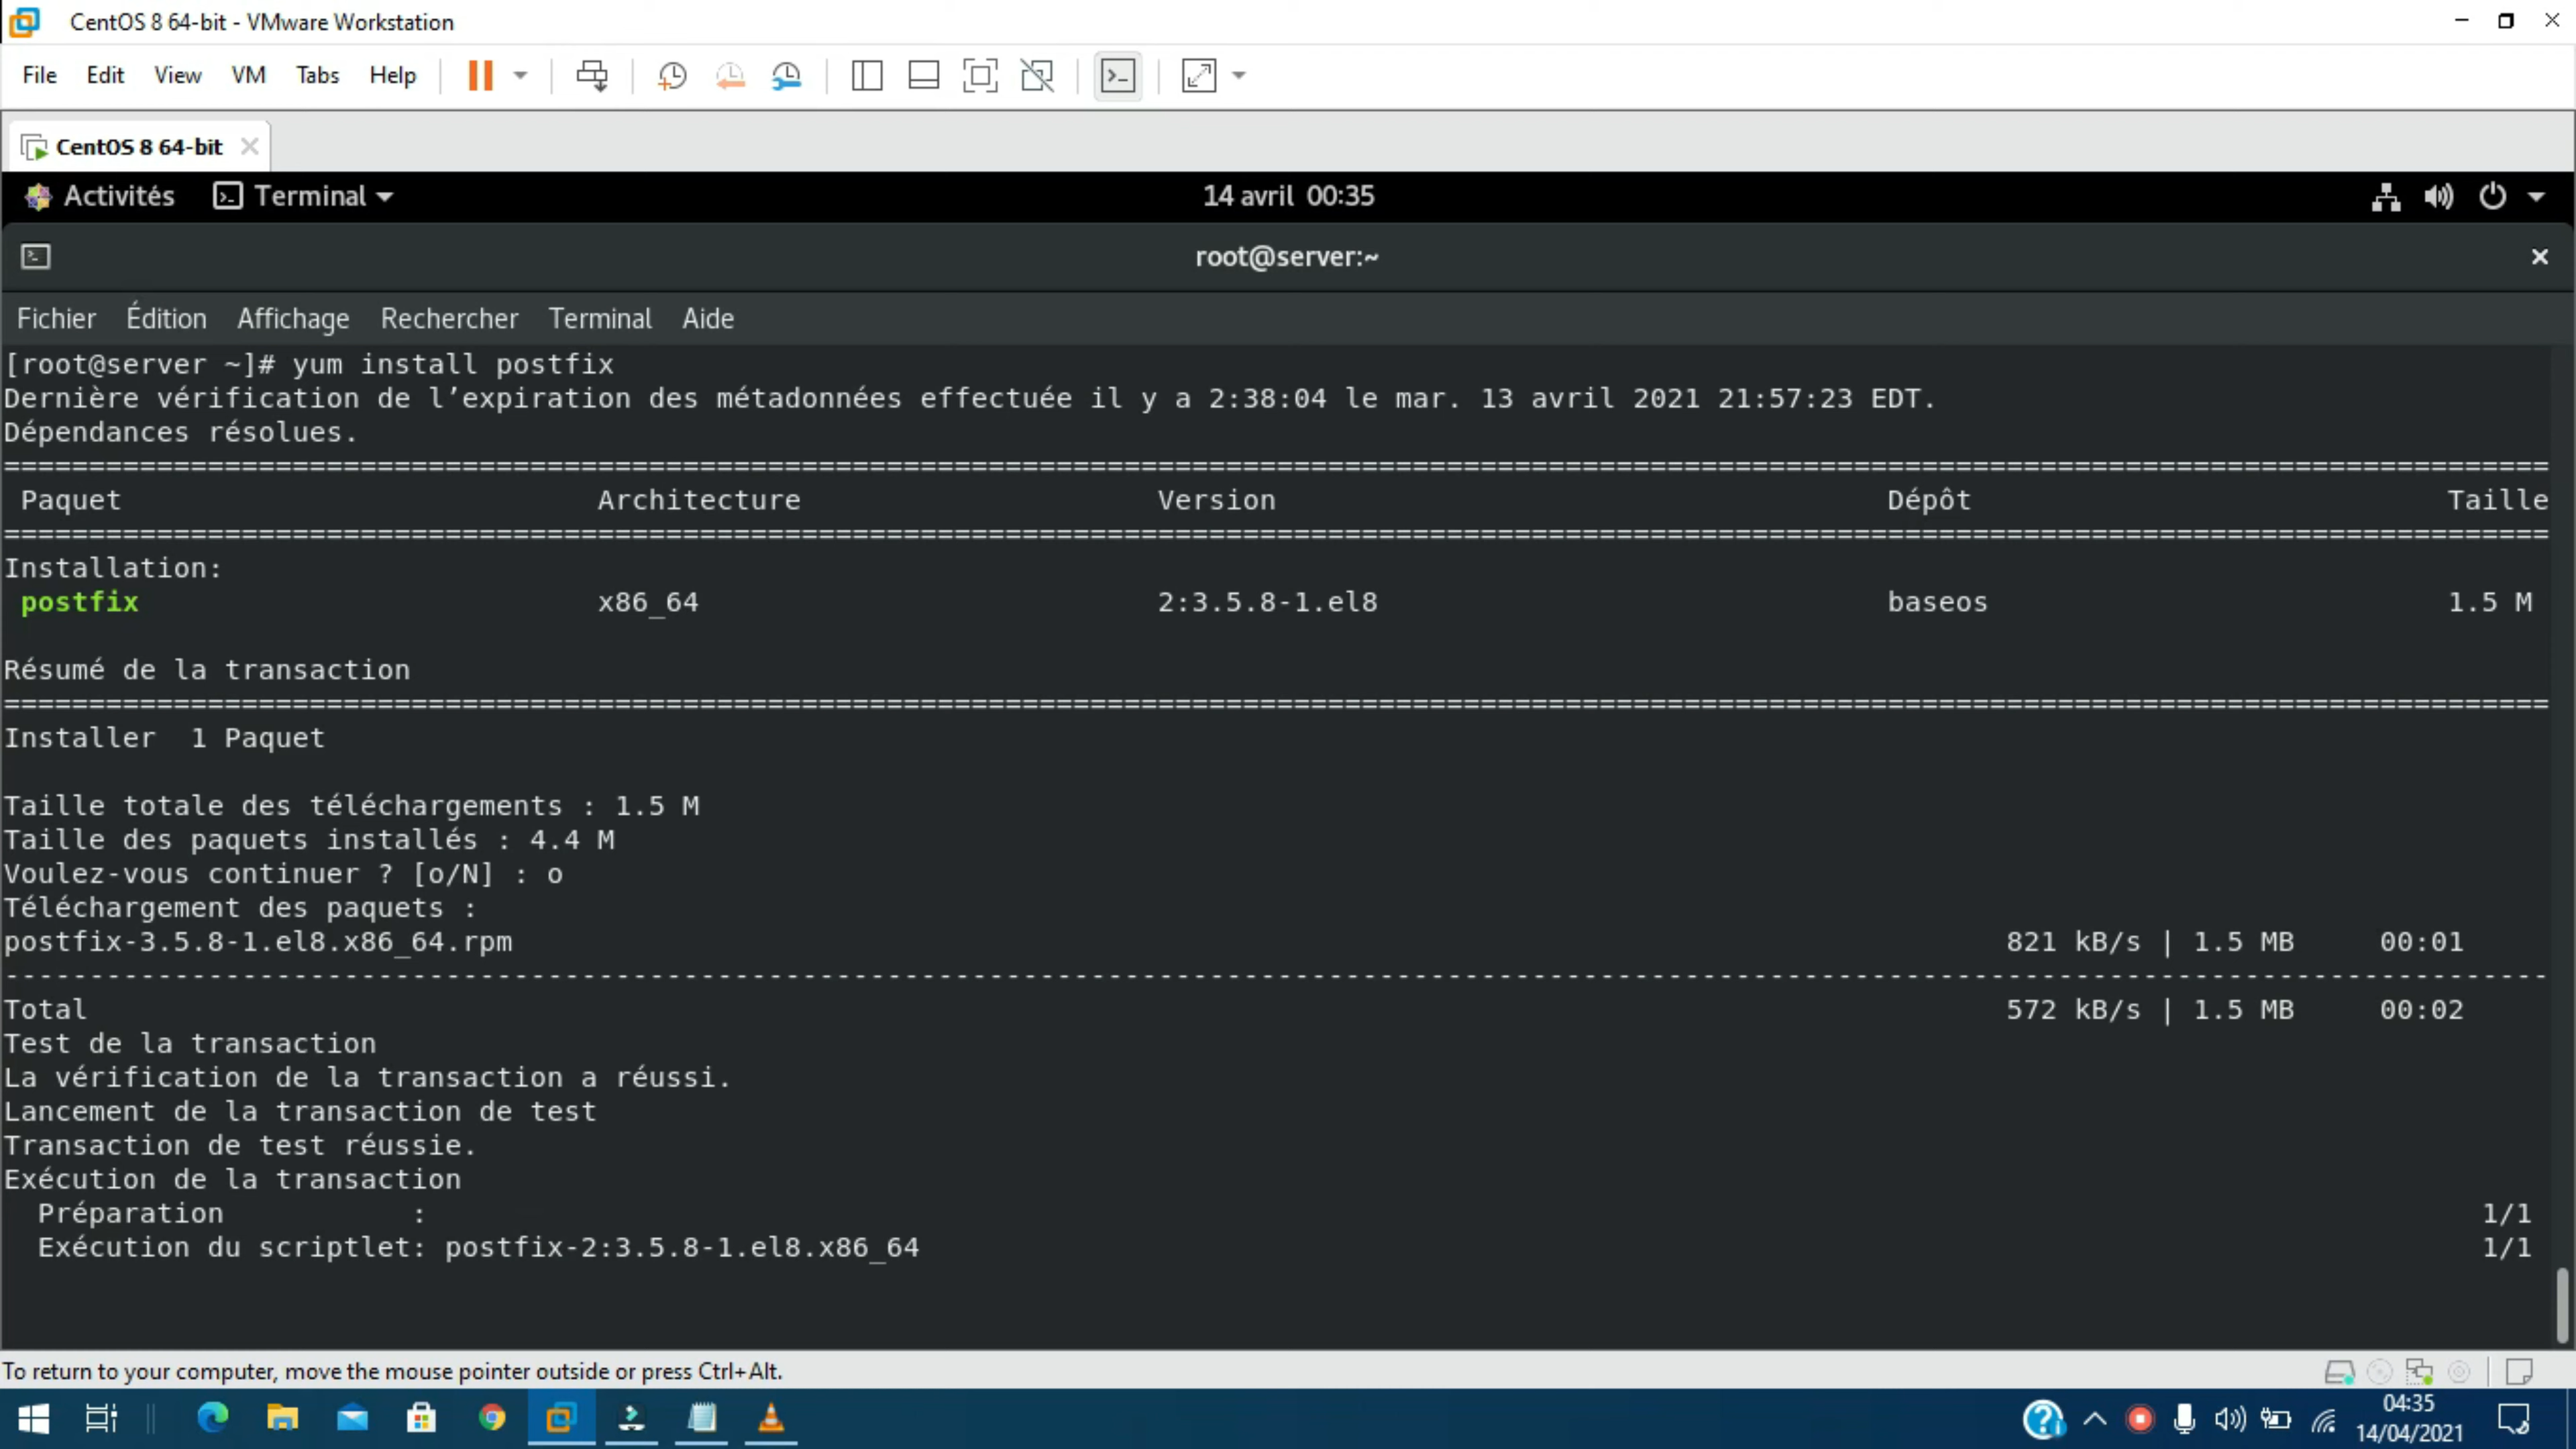 CentOS 8 64-bit - VMware Workstation
File Edit View VM Tabs Help
CentOS 8 64-bit
Activités Terminal 14 avril 00:35
root@server:~
Fichier Édition Affichage Rechercher Terminal Aide
[root@server ~]# yum install postfix
Dernière vérification de l’expiration des métadonnées effectuée il y a 2:38:04 le mar. 13 avril 2021 21:57:23 EDT.
Dépendances résolues.
Paquet Architecture Version Dépôt Taille
Installation:
postfix x86_64 2:3.5.8-1.el8 baseos 1.5 M
Résumé de la transaction
Installer 1 Paquet
Taille totale des téléchargements : 1.5 M
Taille des paquets installés : 4.4 M
Voulez-vous continuer ? [o/N] : o
Téléchargement des paquets :
postfix-3.5.8-1.el8.x86_64.rpm 821 kB/s | 1.5 MB 00:01
Total 572 kB/s | 1.5 MB 00:02
Test de la transaction
La vérification de la transaction a réussi.
Lancement de la transaction de test
Transaction de test réussie.
Exécution de la transaction
Préparation : 1/1
Exécution du scriptlet: postfix-2:3.5.8-1.el8.x86_64 1/1
To return to your computer, move the mouse pointer outside or press Ctrl+Alt.
04:35
14/04/2021